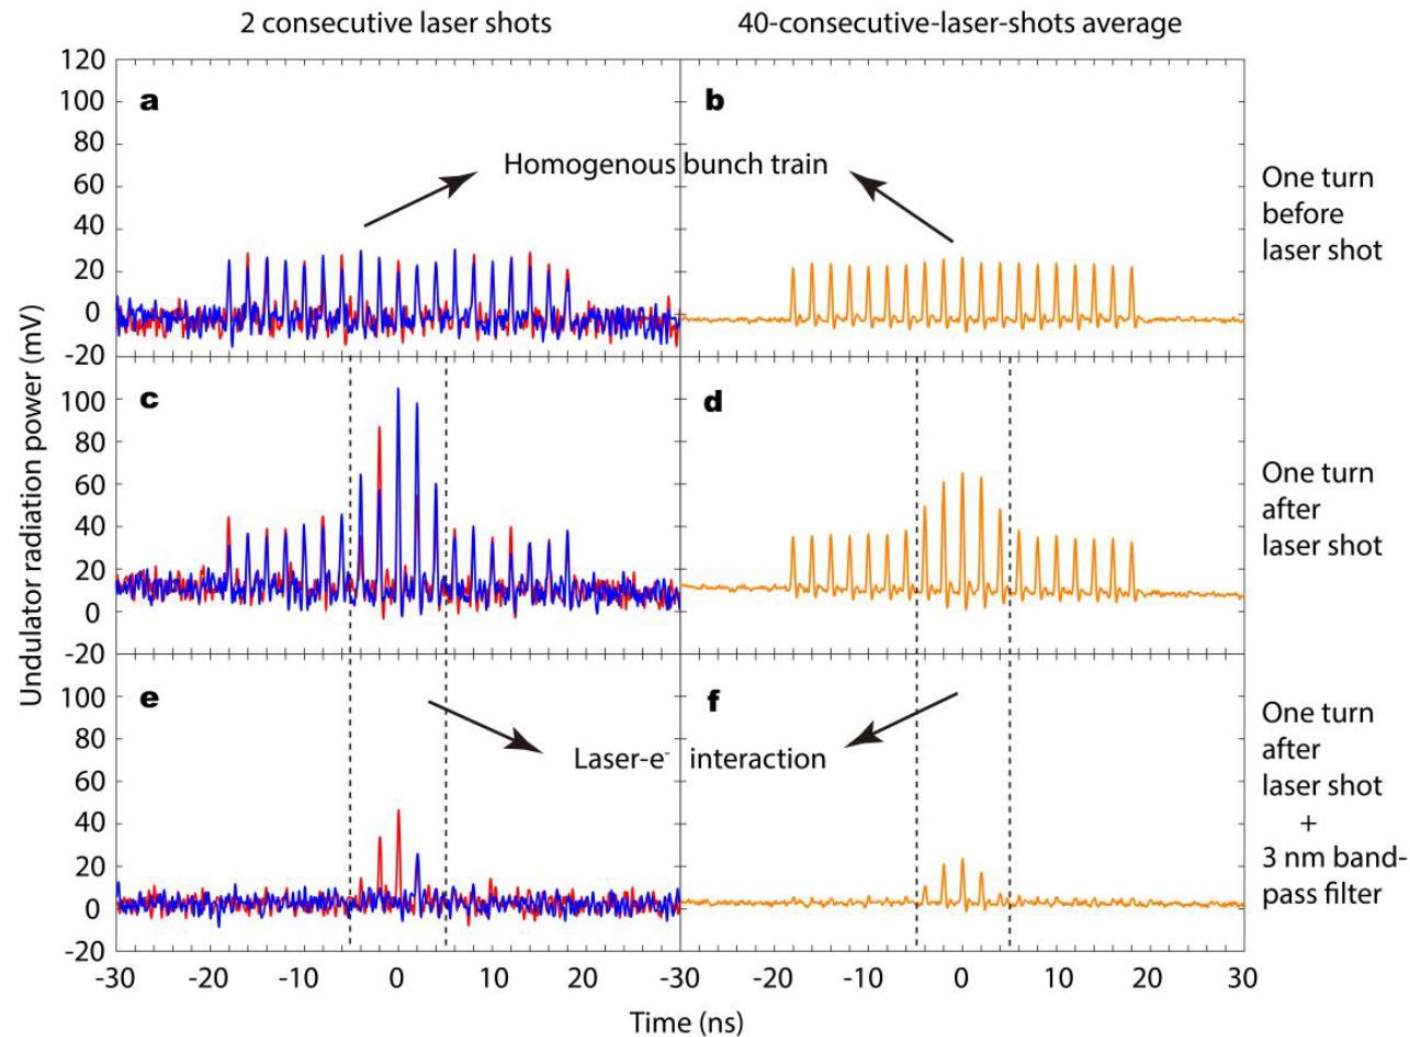 2 consecutive laser shots
40-consecutive-laser-shots average
Undulator radiation power (mV)
120
100
80
60
40
20
0
-20
a
b
Homogenous bunch train
One turn
before
laser shot
100
80
60
40
20
0
-20
c
d
One turn
after
laser shot
100
80
60
40
20
0
-20
e
f
Laser-e⁻ interaction
One turn
after
laser shot
+
3 nm band-
pass filter
-30 -20 -10 0 10 20 -30 -20 -10 0 10 20 30
Time (ns)